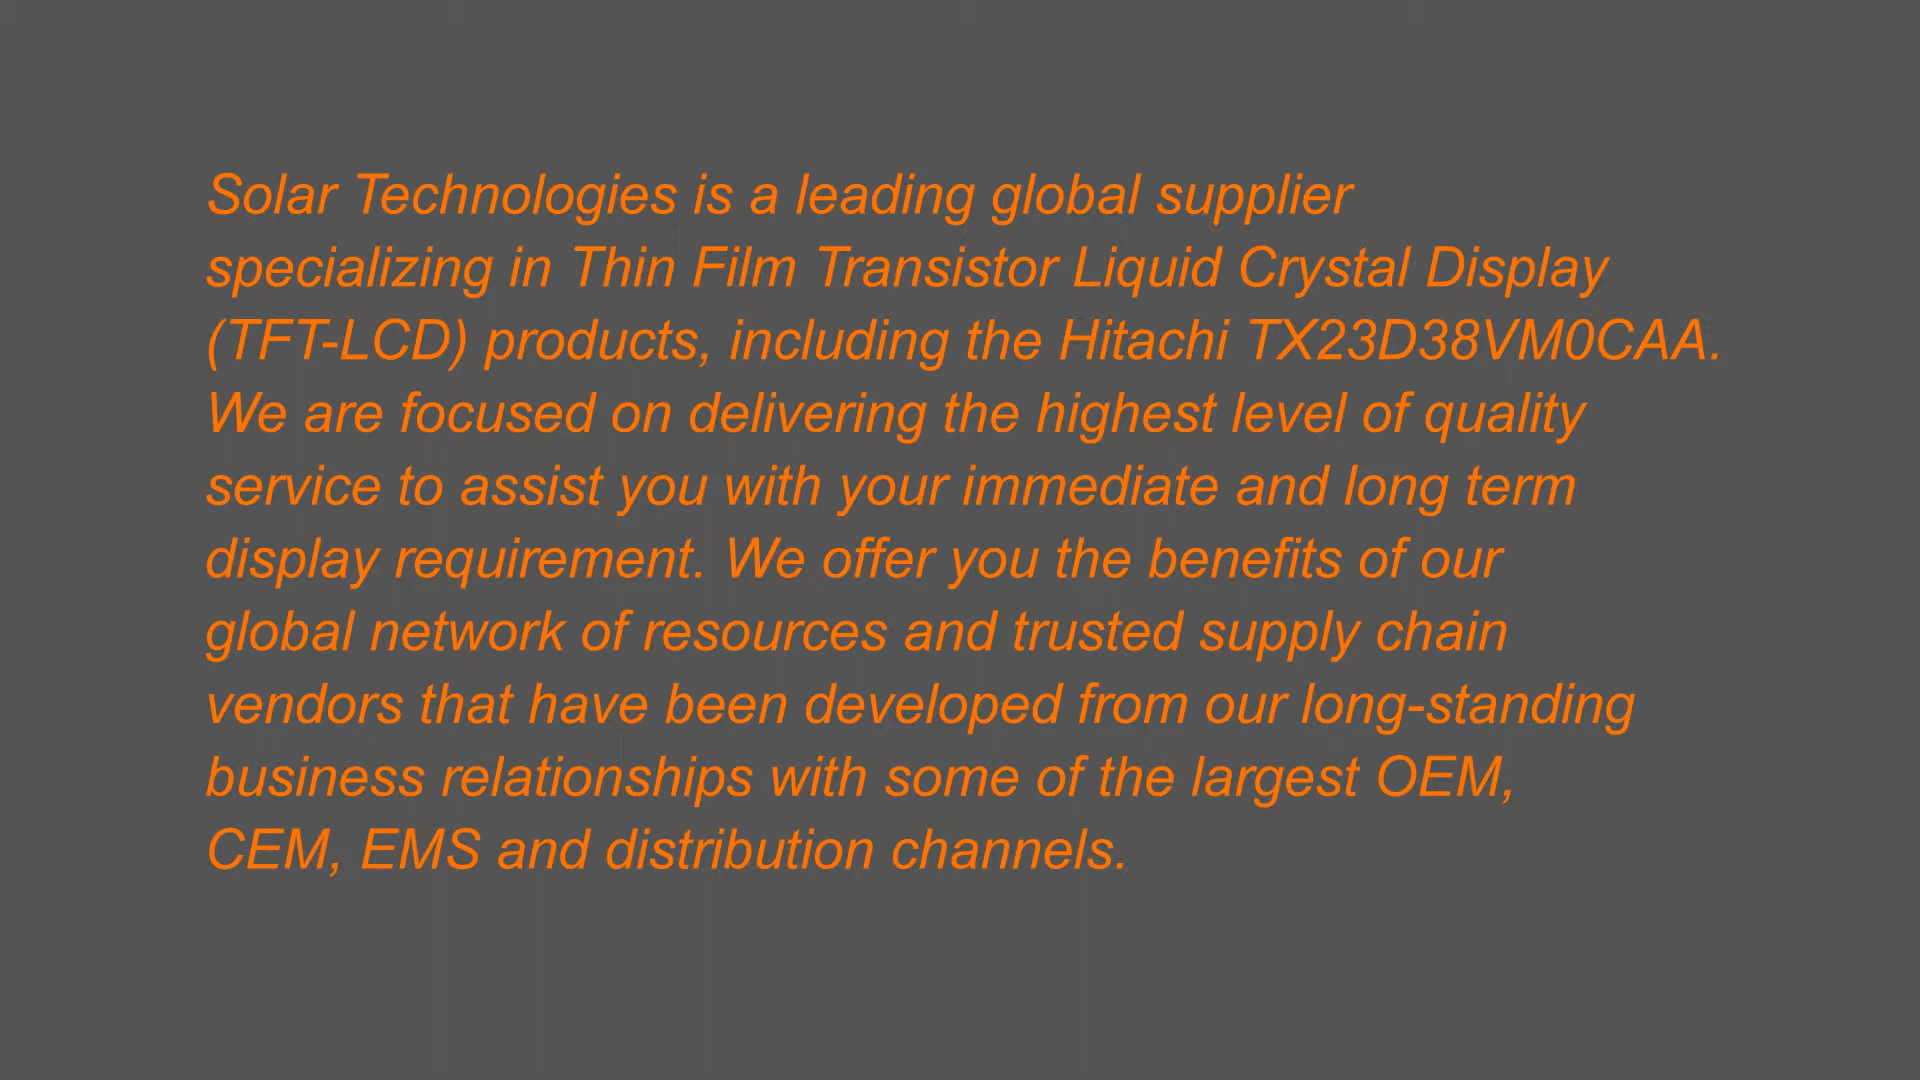 Solar Technologies is a leading global supplier
specializing in Thin Film Transistor Liquid Crystal Display
(TFT-LCD) products, including the Hitachi TX23D38VM0CAA.
We are focused on delivering the highest level of quality
service to assist you with your immediate and long term
display requirement. We offer you the benefits of our
global network of resources and trusted supply chain
vendors that have been developed from our long-standing
business relationships with some of the largest OEM,
CEM, EMS and distribution channels.